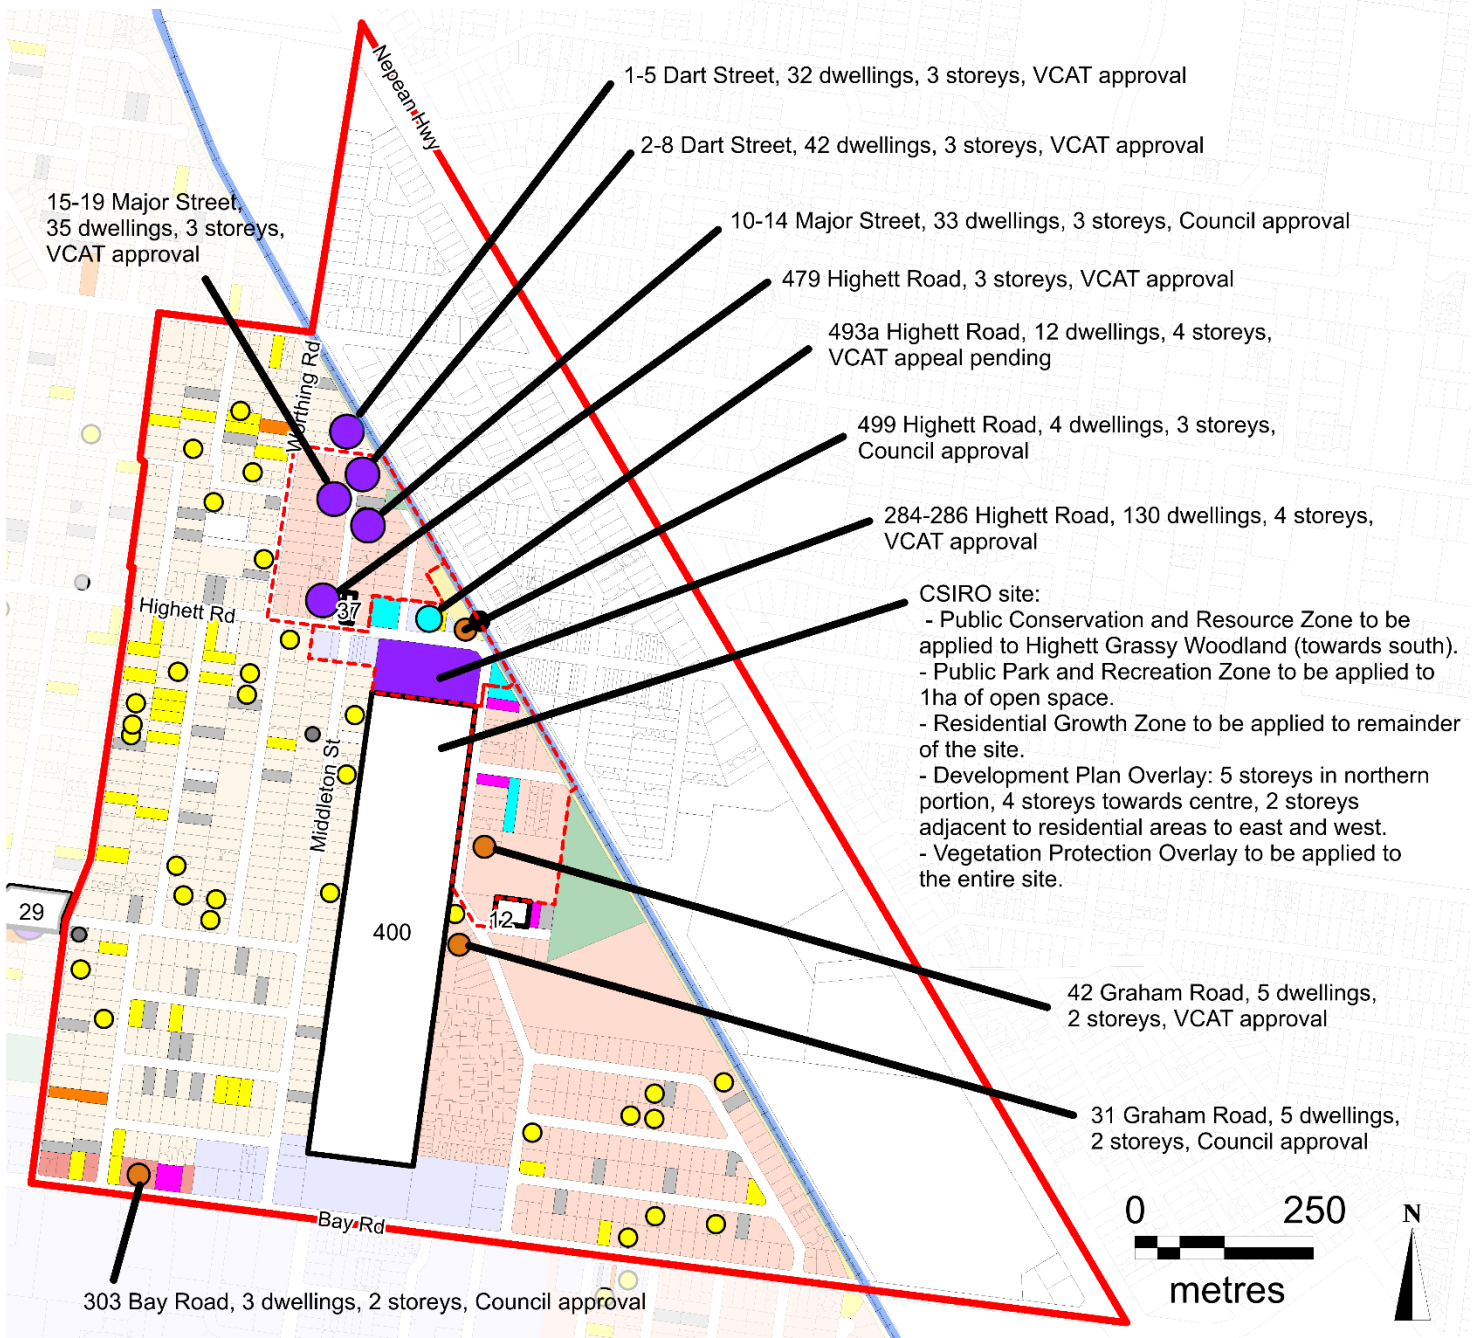 Nepean Hwy
1-5 Dart Street, 32 dwellings, 3 storeys, VCAT approval
2-8 Dart Street, 42 dwellings, 3 storeys, VCAT approval
15-19 Major Street,
35 dwellings, 3 storeys,
VCAT approval
10-14 Major Street, 33 dwellings, 3 storeys, Council approval
479 Highett Road, 3 storeys, VCAT approval
493a Highett Road, 12 dwellings, 4 storeys,
VCAT appeal pending
Worthing Rd
499 Highett Road, 4 dwellings, 3 storeys,
Council approval
284-286 Highett Road, 130 dwellings, 4 storeys,
VCAT approval
Highett Rd
37
CSIRO site:
- Public Conservation and Resource Zone to be
applied to Highett Grassy Woodland (towards south).
- Public Park and Recreation Zone to be applied to
1ha of open space.
- Residential Growth Zone to be applied to remainder
of the site.
- Development Plan Overlay: 5 storeys in northern
portion, 4 storeys towards centre, 2 storeys
adjacent to residential areas to east and west.
- Vegetation Protection Overlay to be applied to
the entire site.
Middleton St
29
400
12
42 Graham Road, 5 dwellings,
2 storeys, VCAT approval
31 Graham Road, 5 dwellings,
2 storeys, Council approval
Bay Rd
0 250
metres
N
303 Bay Road, 3 dwellings, 2 storeys, Council approval